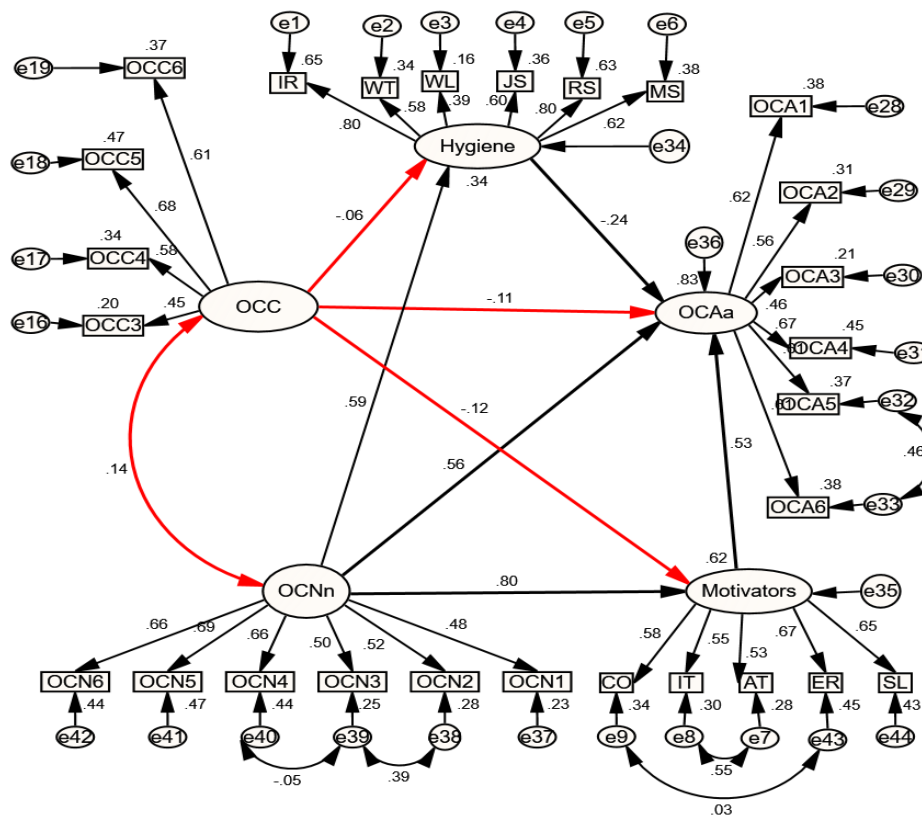 e1
e2
e3
e4
e5
e6
.37
e19
OCC6
.65
.34
.16
.36
.63
.38
IR
WT
WL
JS
RS
MS
.58
.39
.60
.80
.80
.62
.38
OCA1
e28
.47
e18
OCC5
.61
Hygiene
e34
.34
.31
OCA2
e29
.68
.62
.56
-.06
-.24
e36
.34
e17
OCC4
.58
.21
OCA3
e30
.83
.20
e16
OCC3
.45
OCC
-.11
OCAa
.46
.67
.45
OCA4
.61
.37
OCA5
e32
.59
-.12
.61
.14
.56
.53
.46
.38
OCA6
e33
.62
OCNn
.80
Motivators
e35
.66
.69
.66
.50
.52
.48
.58
.55
.53
.67
.65
OCN6
OCN5
OCN4
OCN3
OCN2
OCN1
CO
IT
AT
ER
SL
.44
.47
.44
.25
.28
.23
.34
.30
.28
.45
.43
e42
e41
e40
e39
e38
e37
e9
e8
e7
e43
e44
-.05
.39
.55
.03